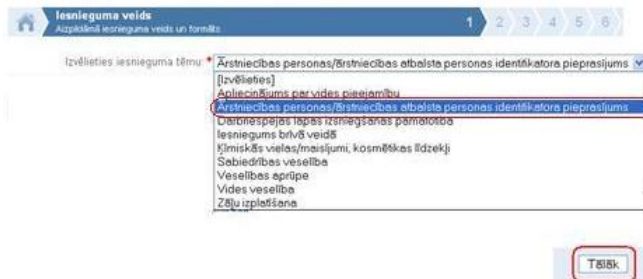 Iesnieguma veids
Aizpildāmā iesnieguma veids un formāts
1 2 3 4 5 6
Izvēlieties iesnieguma tēmu * Ārstniecības personas/ārstniecības atbalsta personas identifikatora pieprasījums
[Izvēlieties]
Apliecinājums par vides pieejamību
Ārstniecības personas/ārstniecības atbalsta personas identifikatora pieprasījums
Darbnespējas lapas izsniegšanas pamatotība
Iesniegums brīvā veidā
Ķīmiskās vielas/maisījumi, kosmētikas līdzekļi
Sabiedrības veselība
Veselības aprūpe
Vides veselība
Zāļu izplatīšana
Tālāk